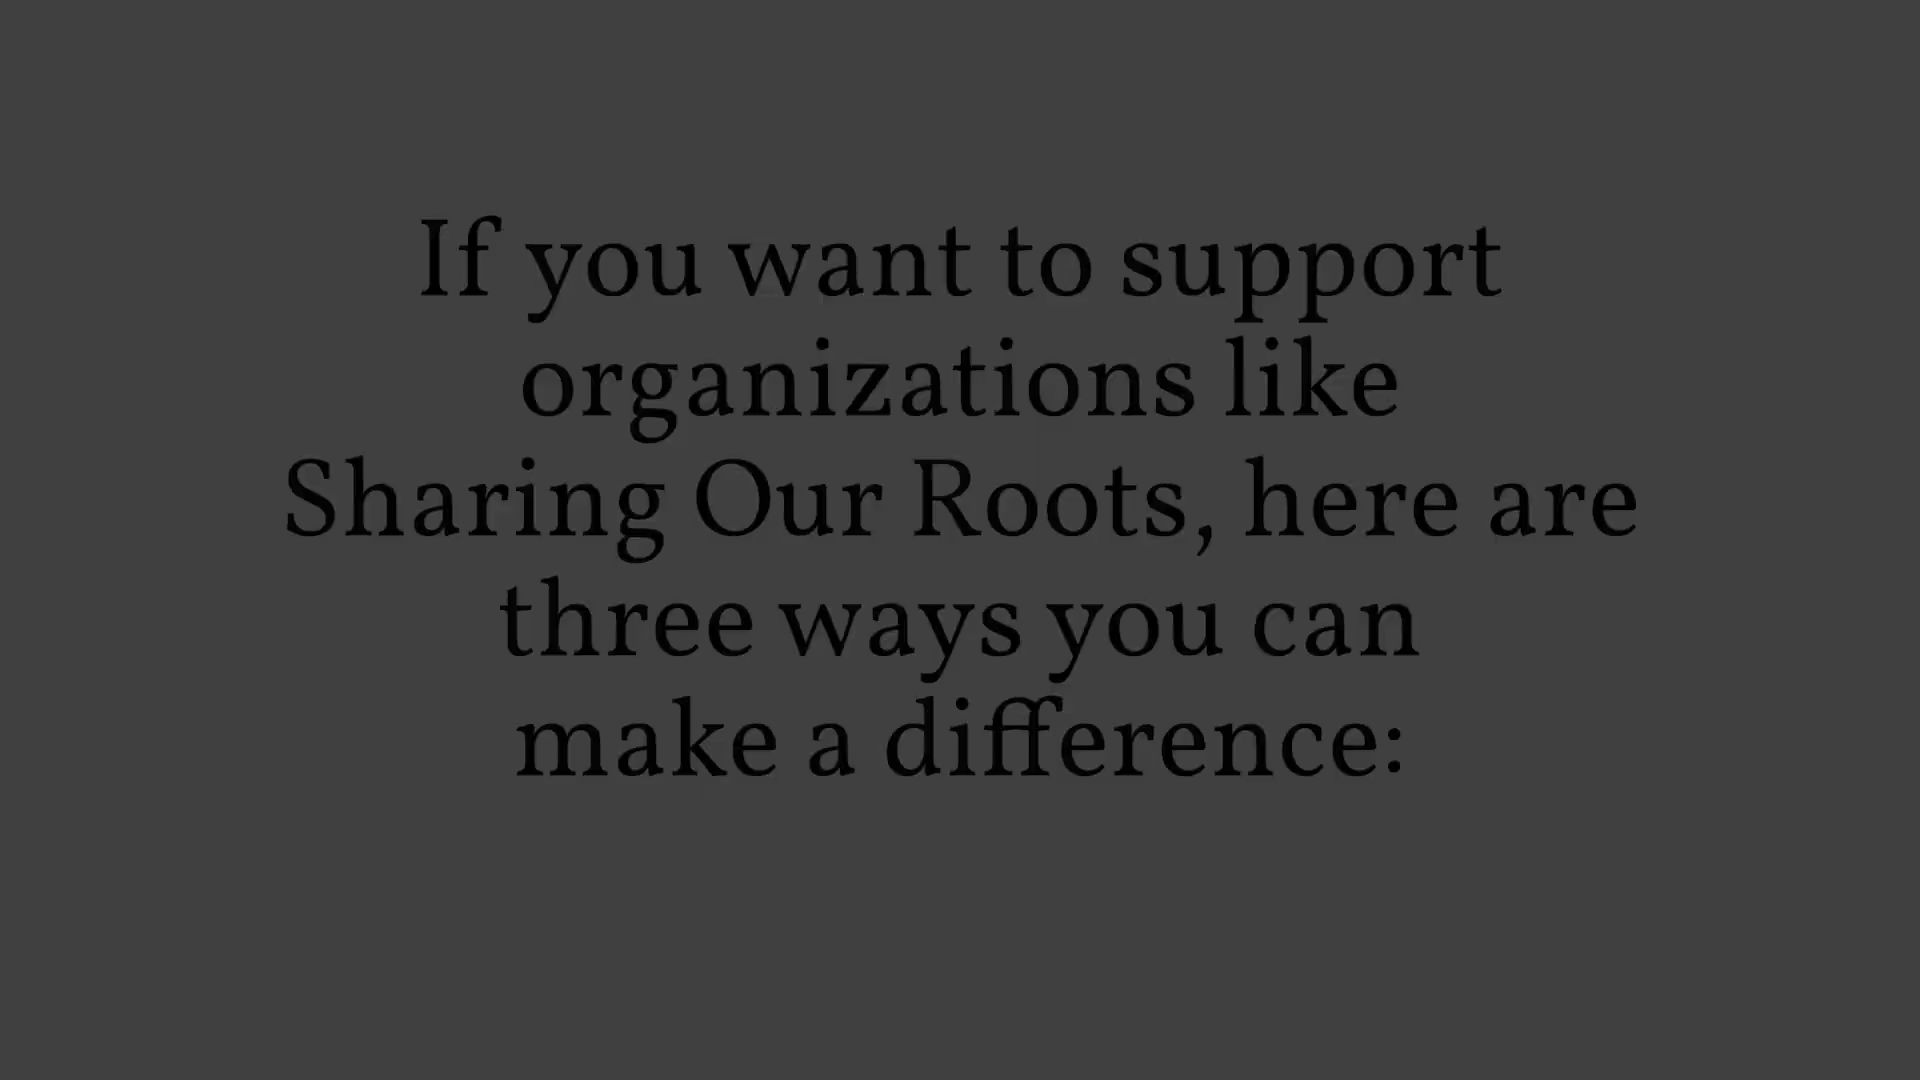 If you want to support
organizations like
Sharing Our Roots, here are
three ways you can
make a difference: